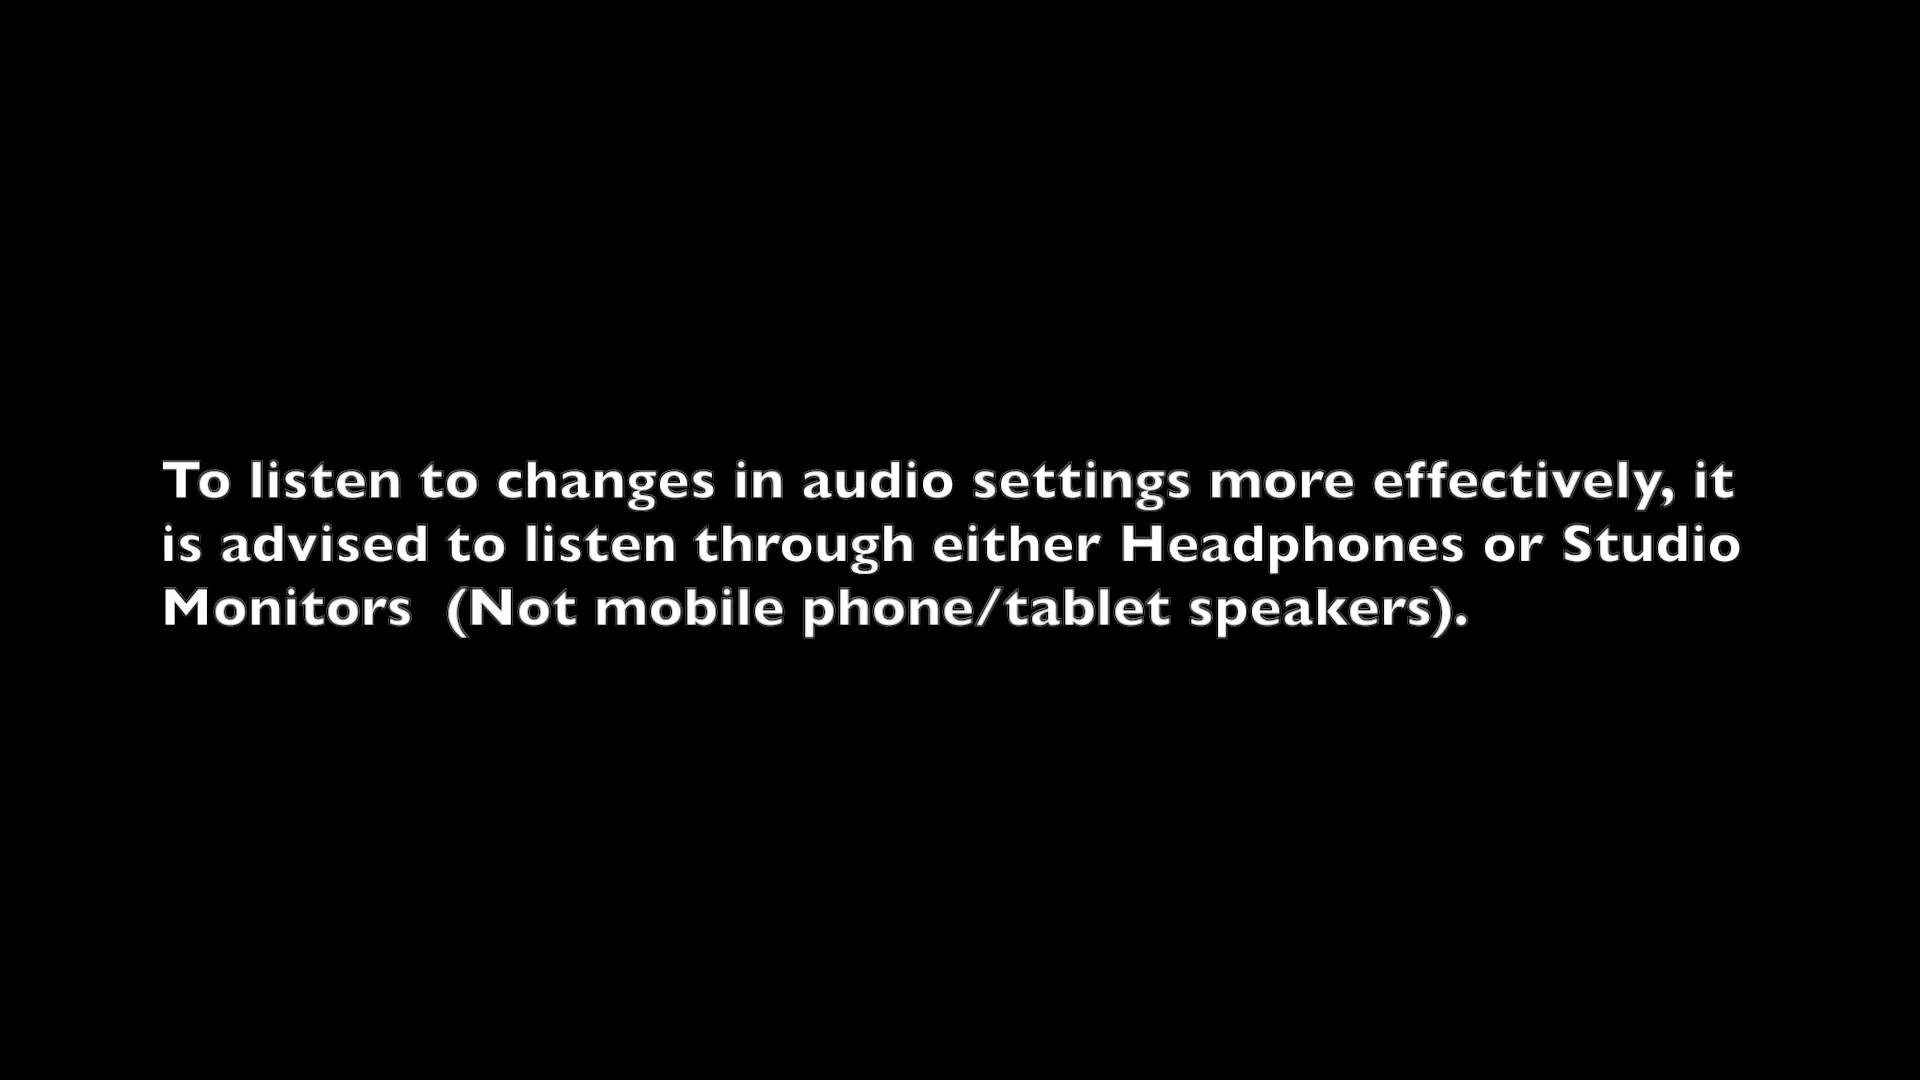 To listen to changes in audio settings more effectively, it
is advised to listen through either Headphones or Studio
Monitors  (Not mobile phone/tablet speakers).